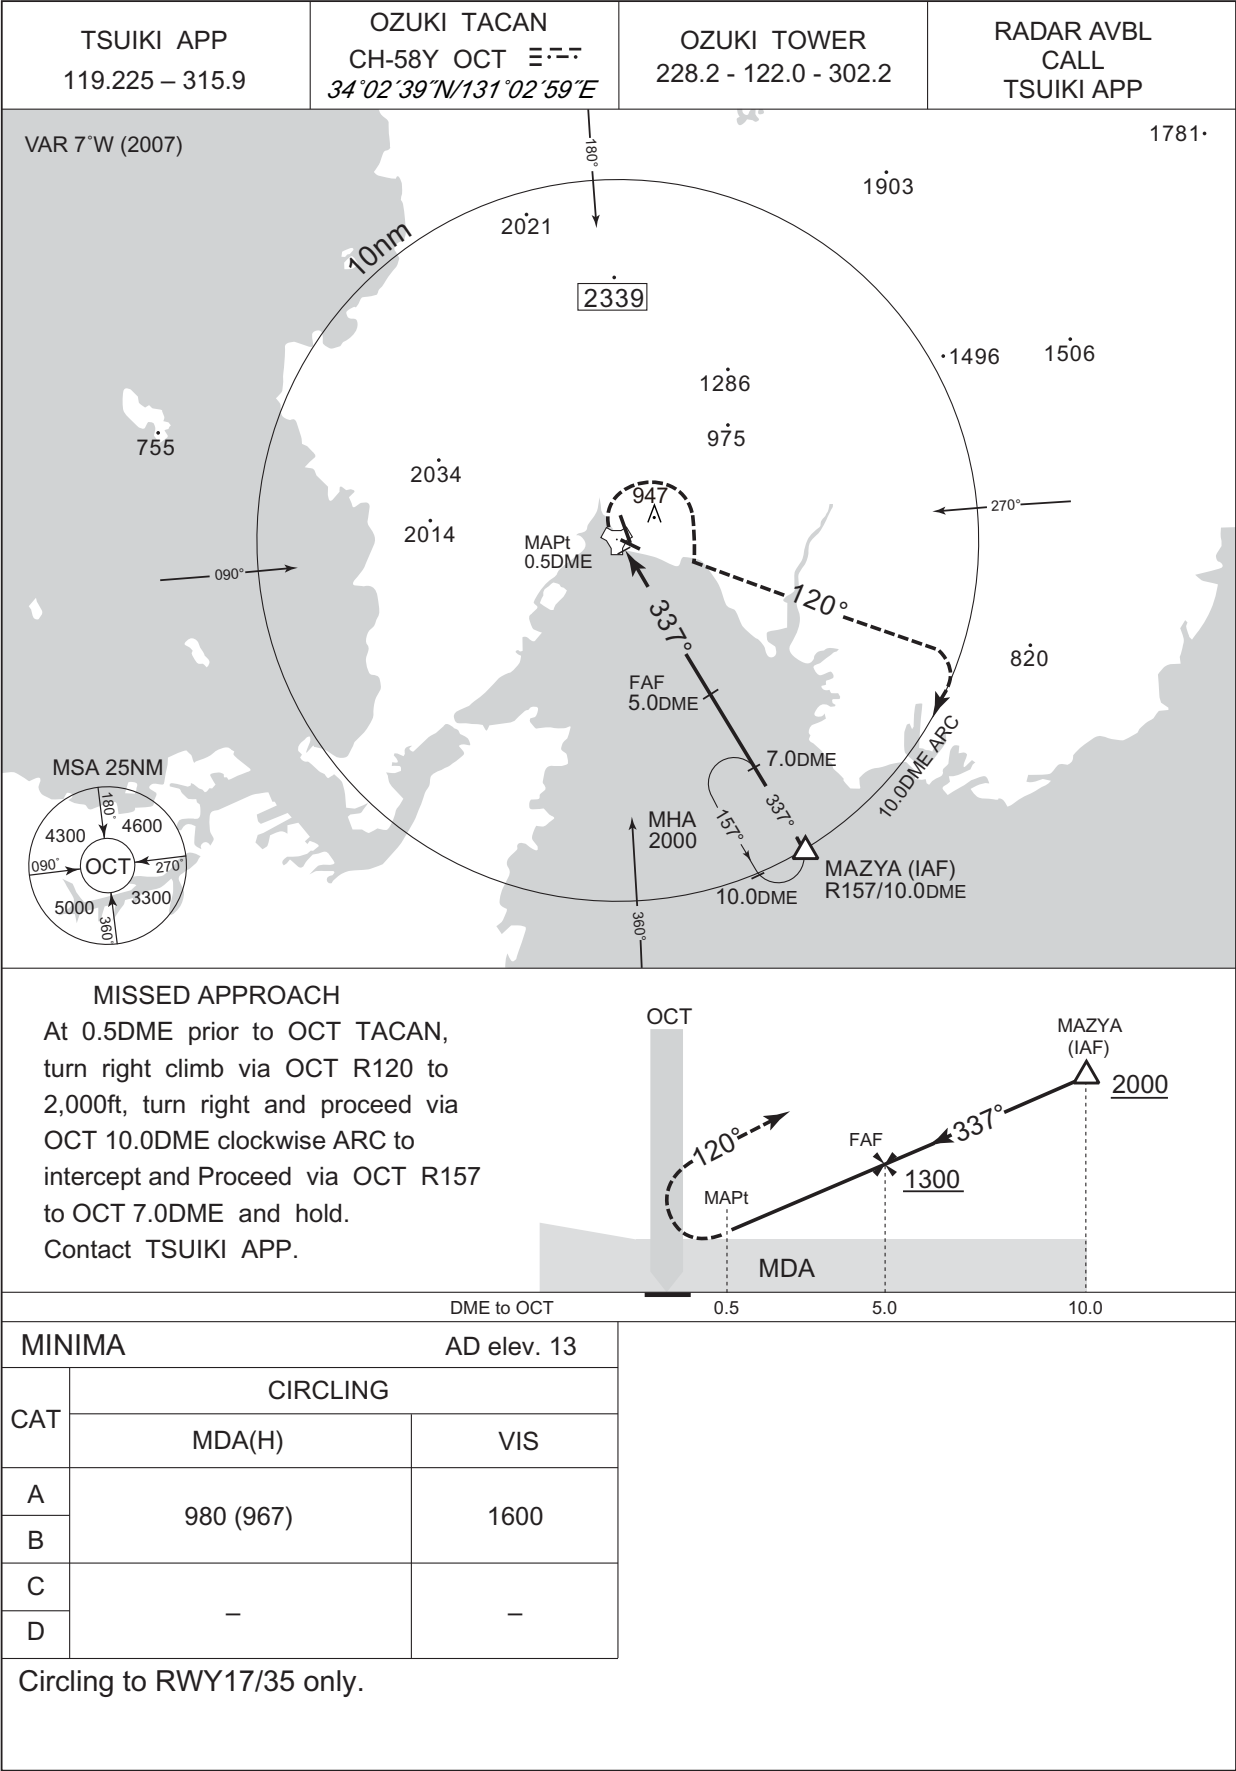 TSUIKI APP
119.225 – 315.9
OZUKI TACAN
CH-58Y OCT
34°02´39˝N/131°02´59˝E
OZUKI TOWER
228.2 - 122.0 - 302.2
RADAR AVBL
CALL
TSUIKI APP
VAR 7°W (2007)
1781
180°
1903
2021
10nm
2339
1496
1506
1286
975
755
2034
947
2014
270°
MAPt
0.5DME
090°
120°
337°
820
FAF
5.0DME
7.0DME
10.0DME ARC
MSA 25NM
180°
4300
4600
090°
OCT
270°
5000
3300
360°
MHA
2000
157°
337°
MAZYA (IAF)
R157/10.0DME
10.0DME
360°
MISSED APPROACH
At 0.5DME prior to OCT TACAN,
turn right climb via OCT R120 to
2,000ft, turn right and proceed via
OCT 10.0DME clockwise ARC to
intercept and Proceed via OCT R157
to OCT 7.0DME and hold.
Contact TSUIKI APP.
OCT
MAZYA
(IAF)
2000
120°
337°
FAF
1300
MAPt
MDA
DME to OCT
0.5
5.0
10.0
MINIMA
AD elev. 13
CAT
CIRCLING
MDA(H)
VIS
A
B
980 (967)
1600
C
D
–
–
Circling to RWY17/35 only.